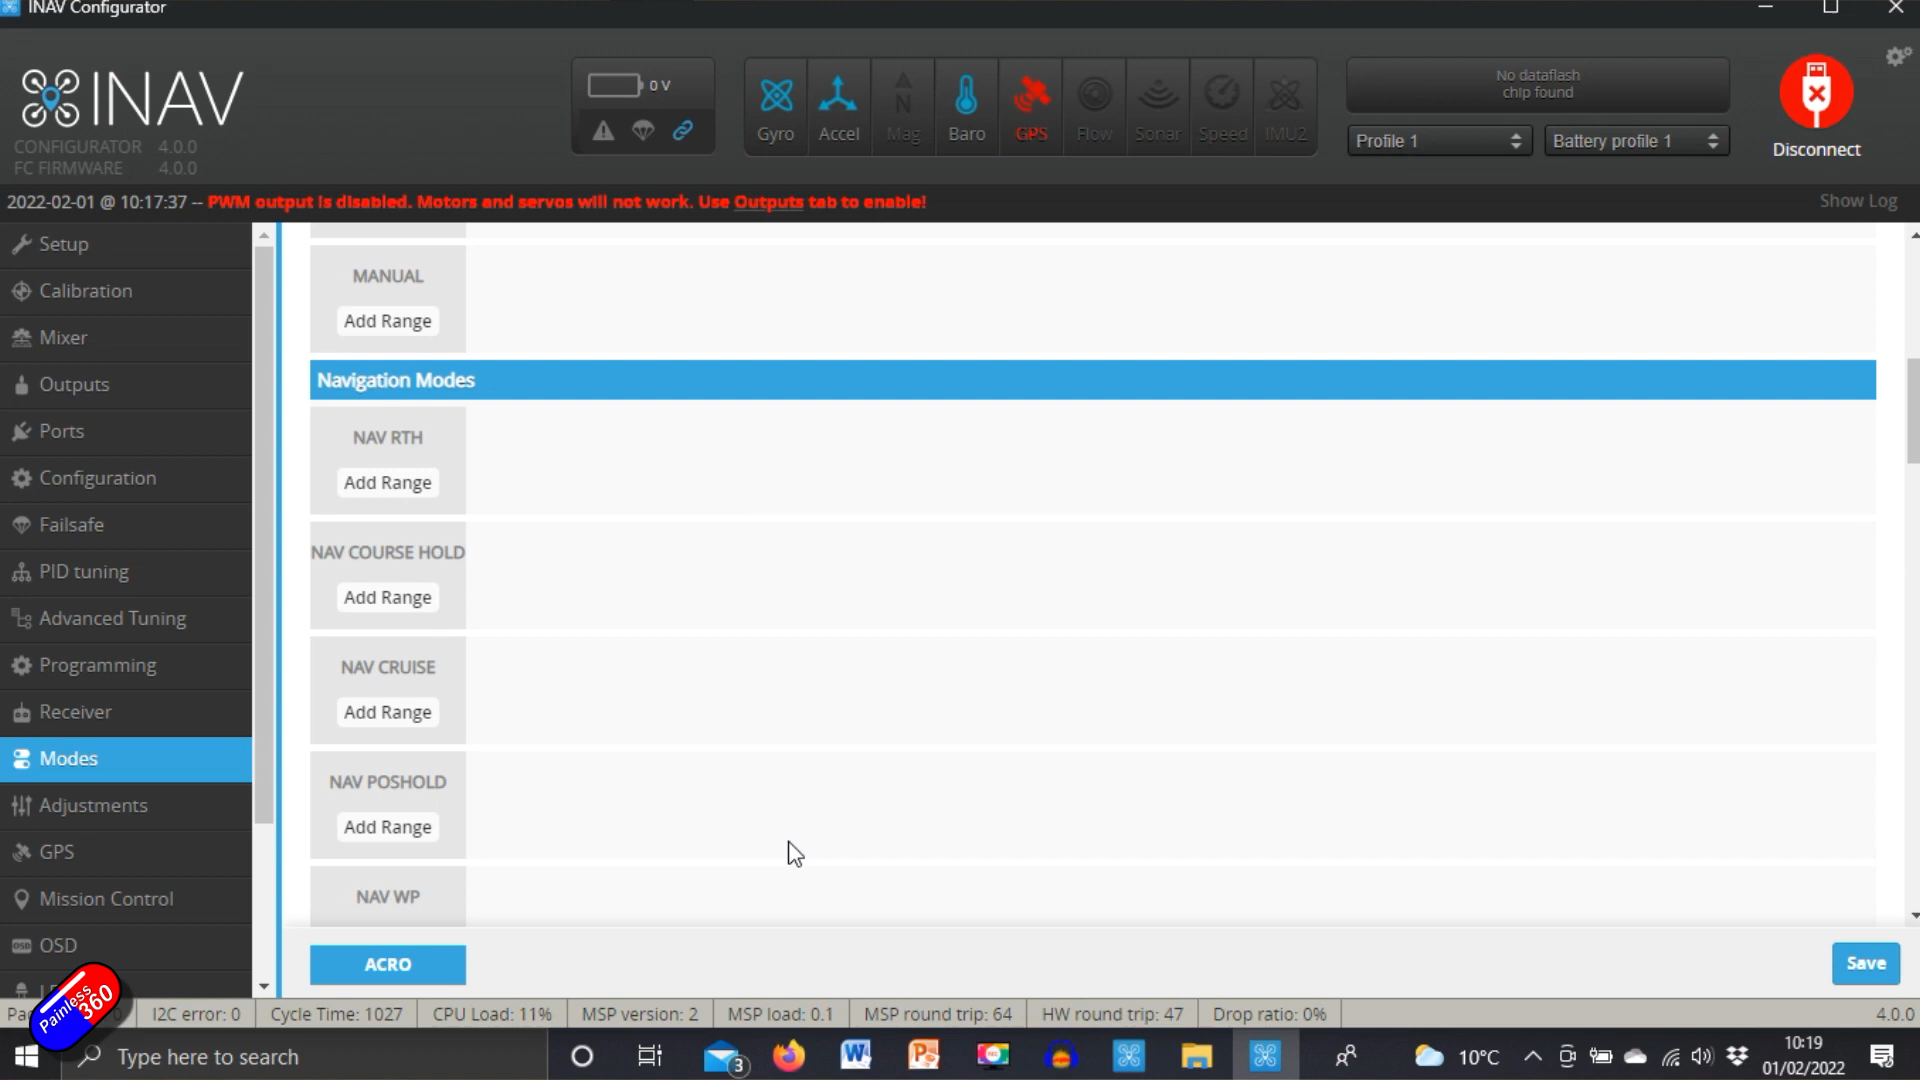 INAV Configurator
INAV
CONFIGURATOR 4.0.0
FC FIRMWARE 4.0.0
0 V
Gyro
Accel
Mag
Baro
GPS
Flow
Sonar
Speed
IMU2
No dataflash
chip found
Profile 1
Battery profile 1
Disconnect
2022-02-01 @ 10:17:37 -- PWM output is disabled. Motors and servos will not work. Use Outputs tab to enable!
Show Log
Setup
Calibration
Mixer
Outputs
Ports
Configuration
Failsafe
PID tuning
Advanced Tuning
Programming
Receiver
Modes
Adjustments
GPS
Mission Control
OSD
MANUAL
Add Range
Navigation Modes
NAV RTH
Add Range
NAV COURSE HOLD
Add Range
NAV CRUISE
Add Range
NAV POSHOLD
Add Range
NAV WP
ACRO
Save
Painless
360
I2C error: 0
Cycle Time: 1027
CPU Load: 11%
MSP version: 2
MSP load: 0.1
MSP round trip: 64
HW round trip: 47
Drop ratio: 0%
4.0.0
Type here to search
3
10°C
10:19
01/02/2022